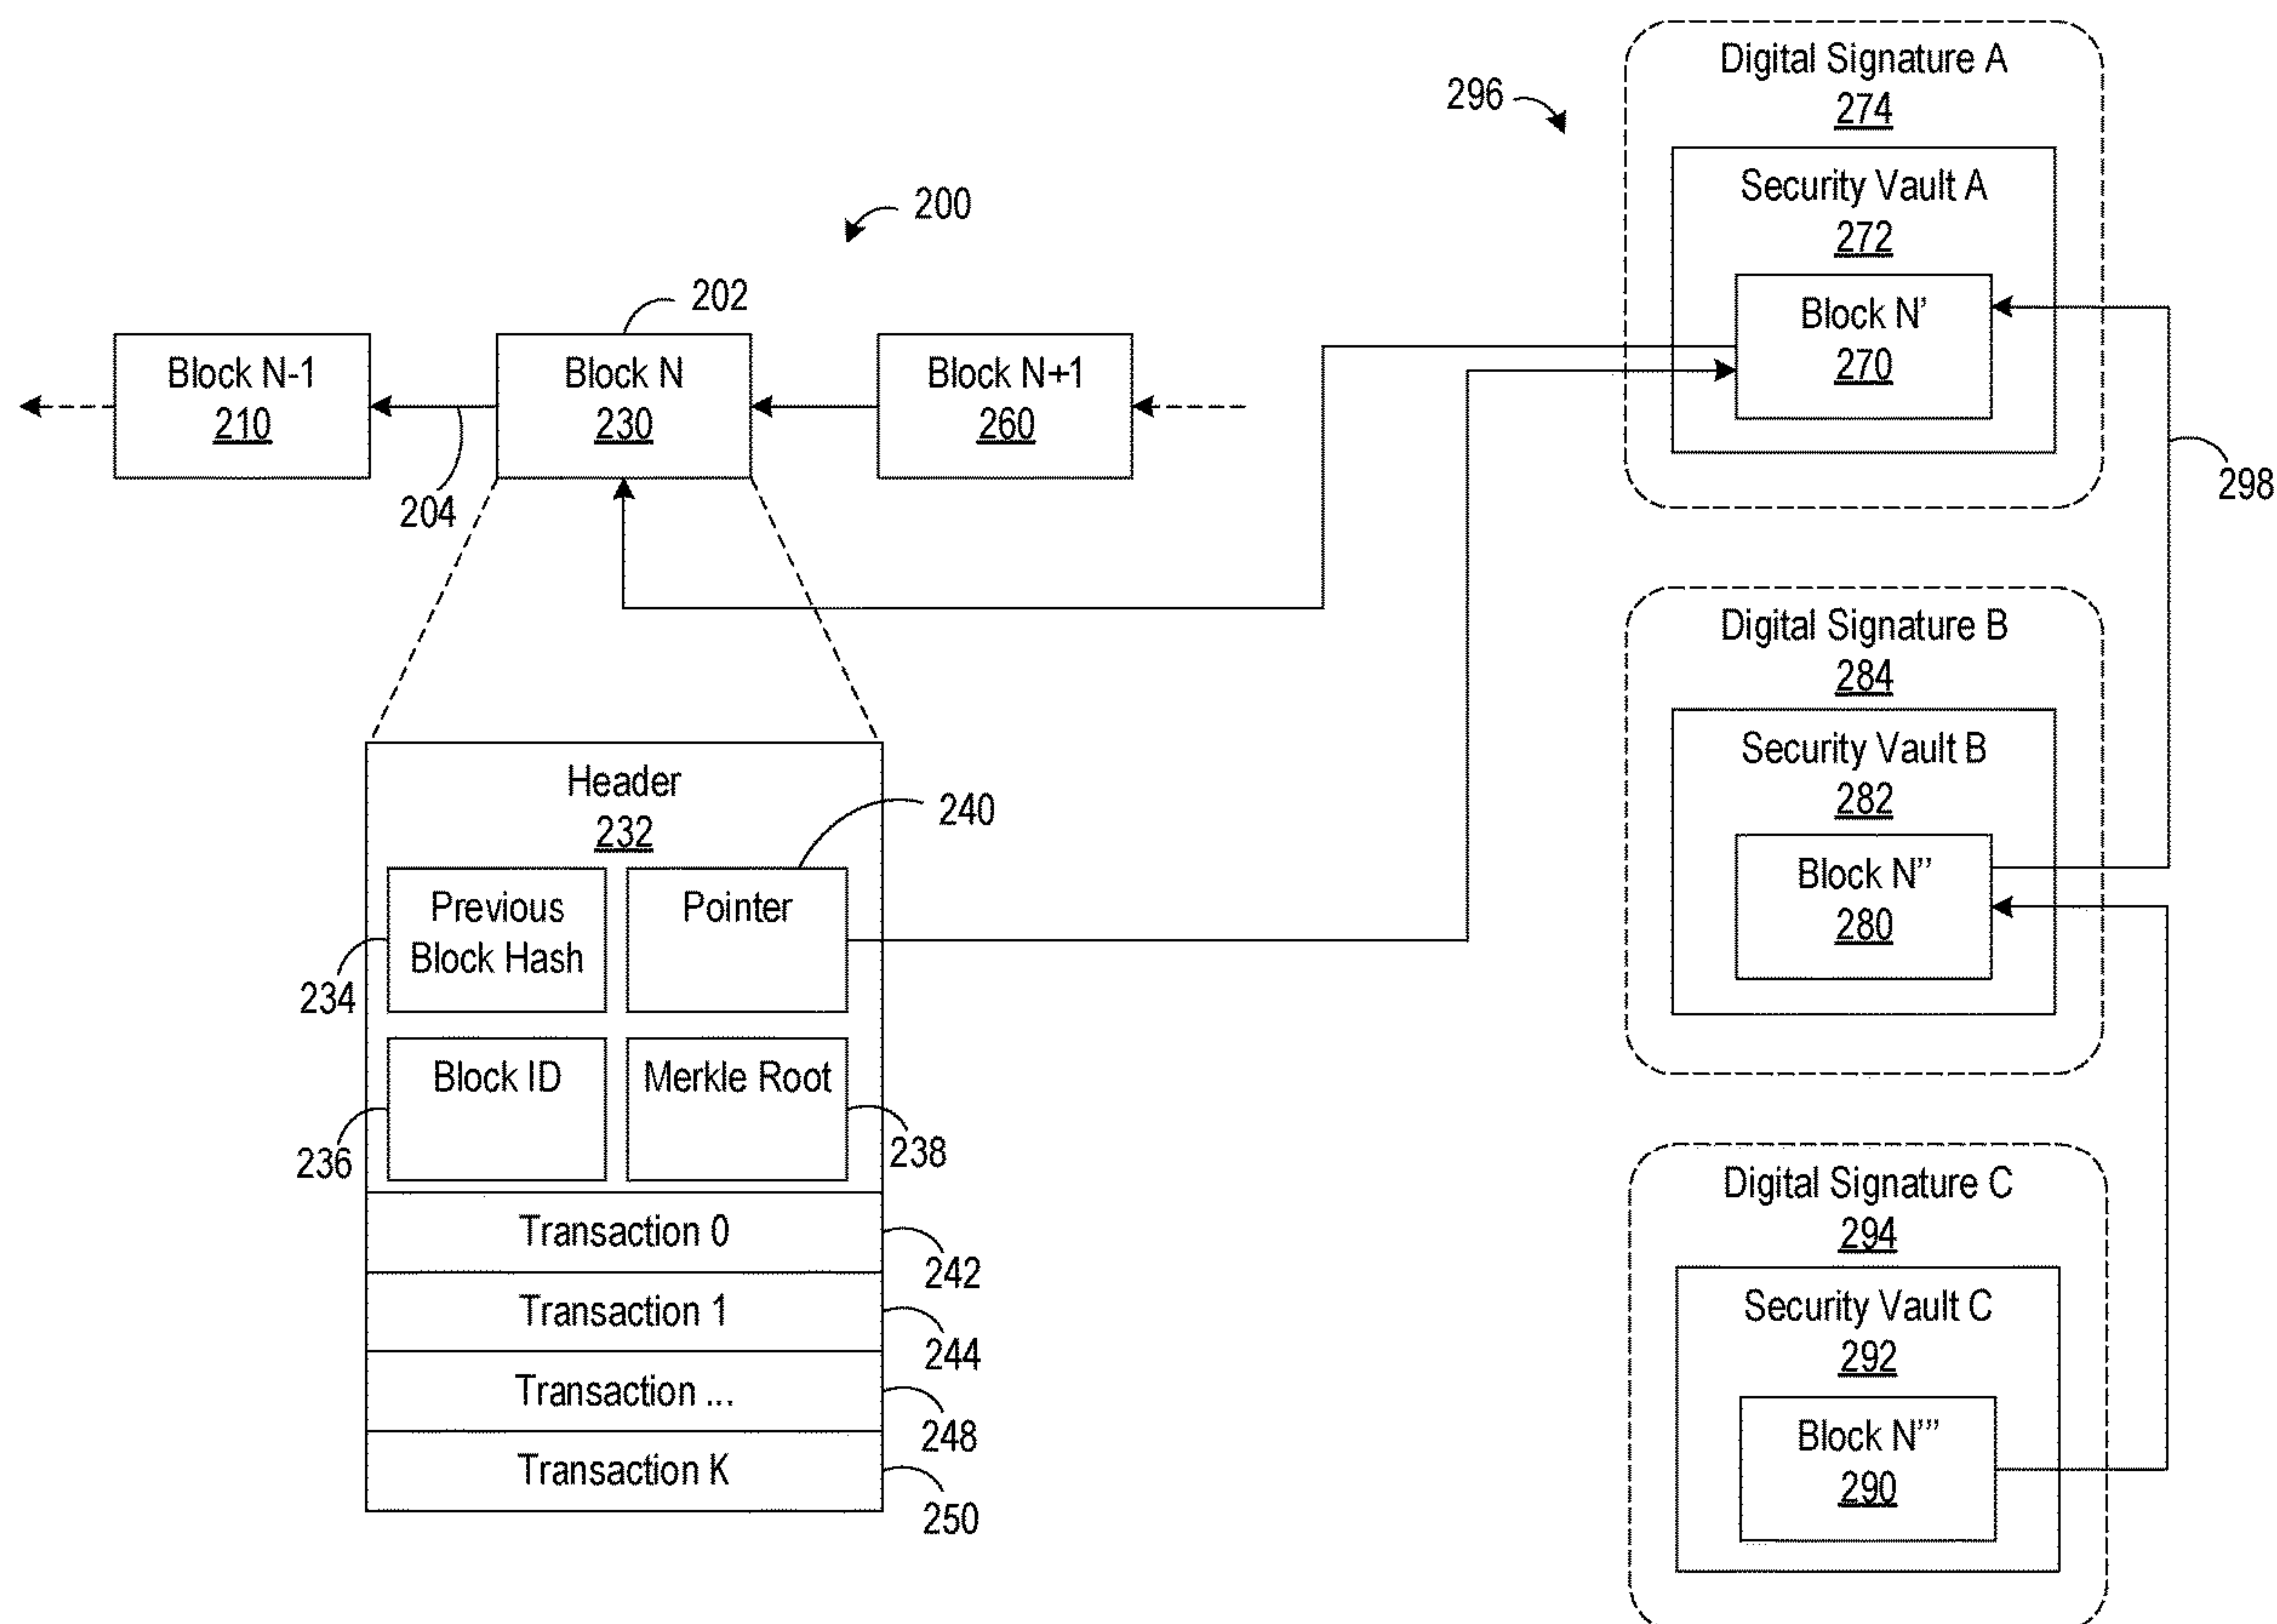 Digital Signature A
274
296
Security Vault A
272
200
Block N'
270
202
Block N-1
210
Block N
230
Block N+1
260
204
298
Digital Signature B
284
Security Vault B
282
Block N''
280
Header
232
240
Previous
Block Hash
Pointer
234
Block ID
Merkle Root
236
238
Digital Signature C
294
Security Vault C
292
Block N'''
290
Transaction 0
242
Transaction 1
244
Transaction ...
248
Transaction K
250